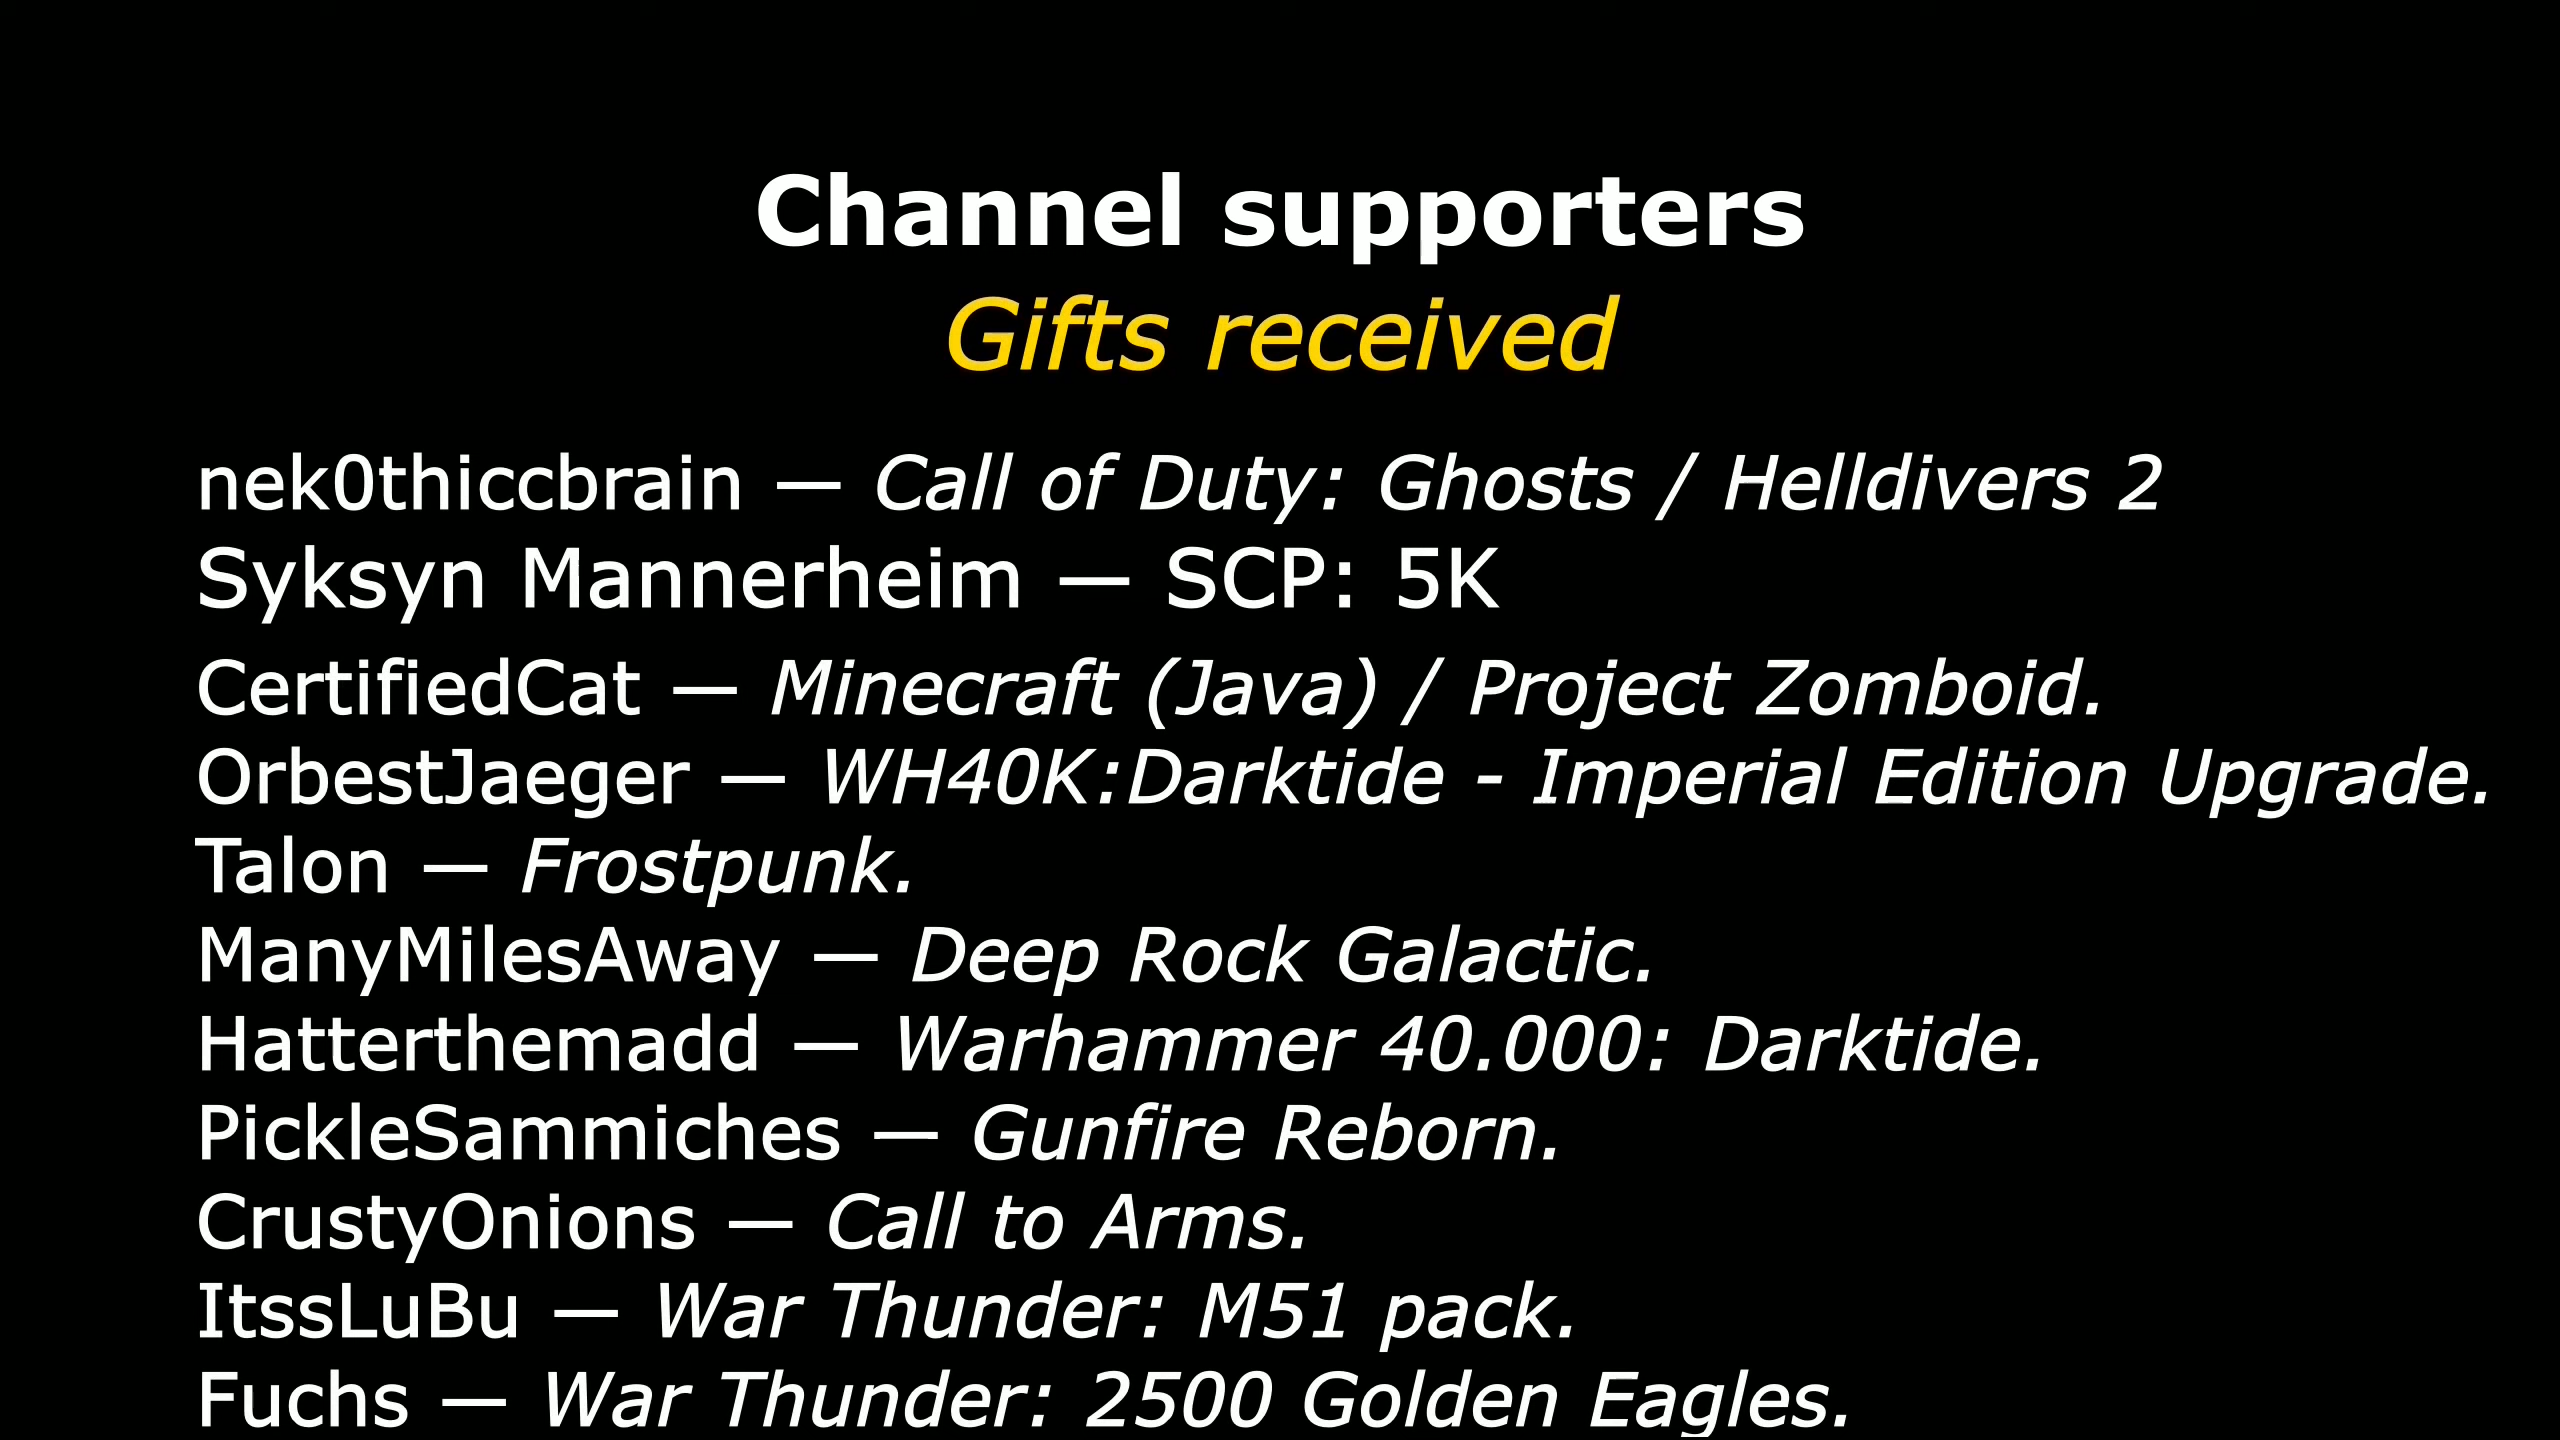 Channel supporters
Gifts received
nek0thiccbrain — Call of Duty: Ghosts / Helldivers 2
Syksyn Mannerheim — SCP: 5K
CertifiedCat — Minecraft (Java) / Project Zomboid.
OrbestJaeger — WH40K:Darktide - Imperial Edition Upgrade.
Talon — Frostpunk.
ManyMilesAway — Deep Rock Galactic.
Hatterthemadd — Warhammer 40.000: Darktide.
PickleSammiches — Gunfire Reborn.
CrustyOnions — Call to Arms.
ItssLuBu — War Thunder: M51 pack.
Fuchs — War Thunder: 2500 Golden Eagles.